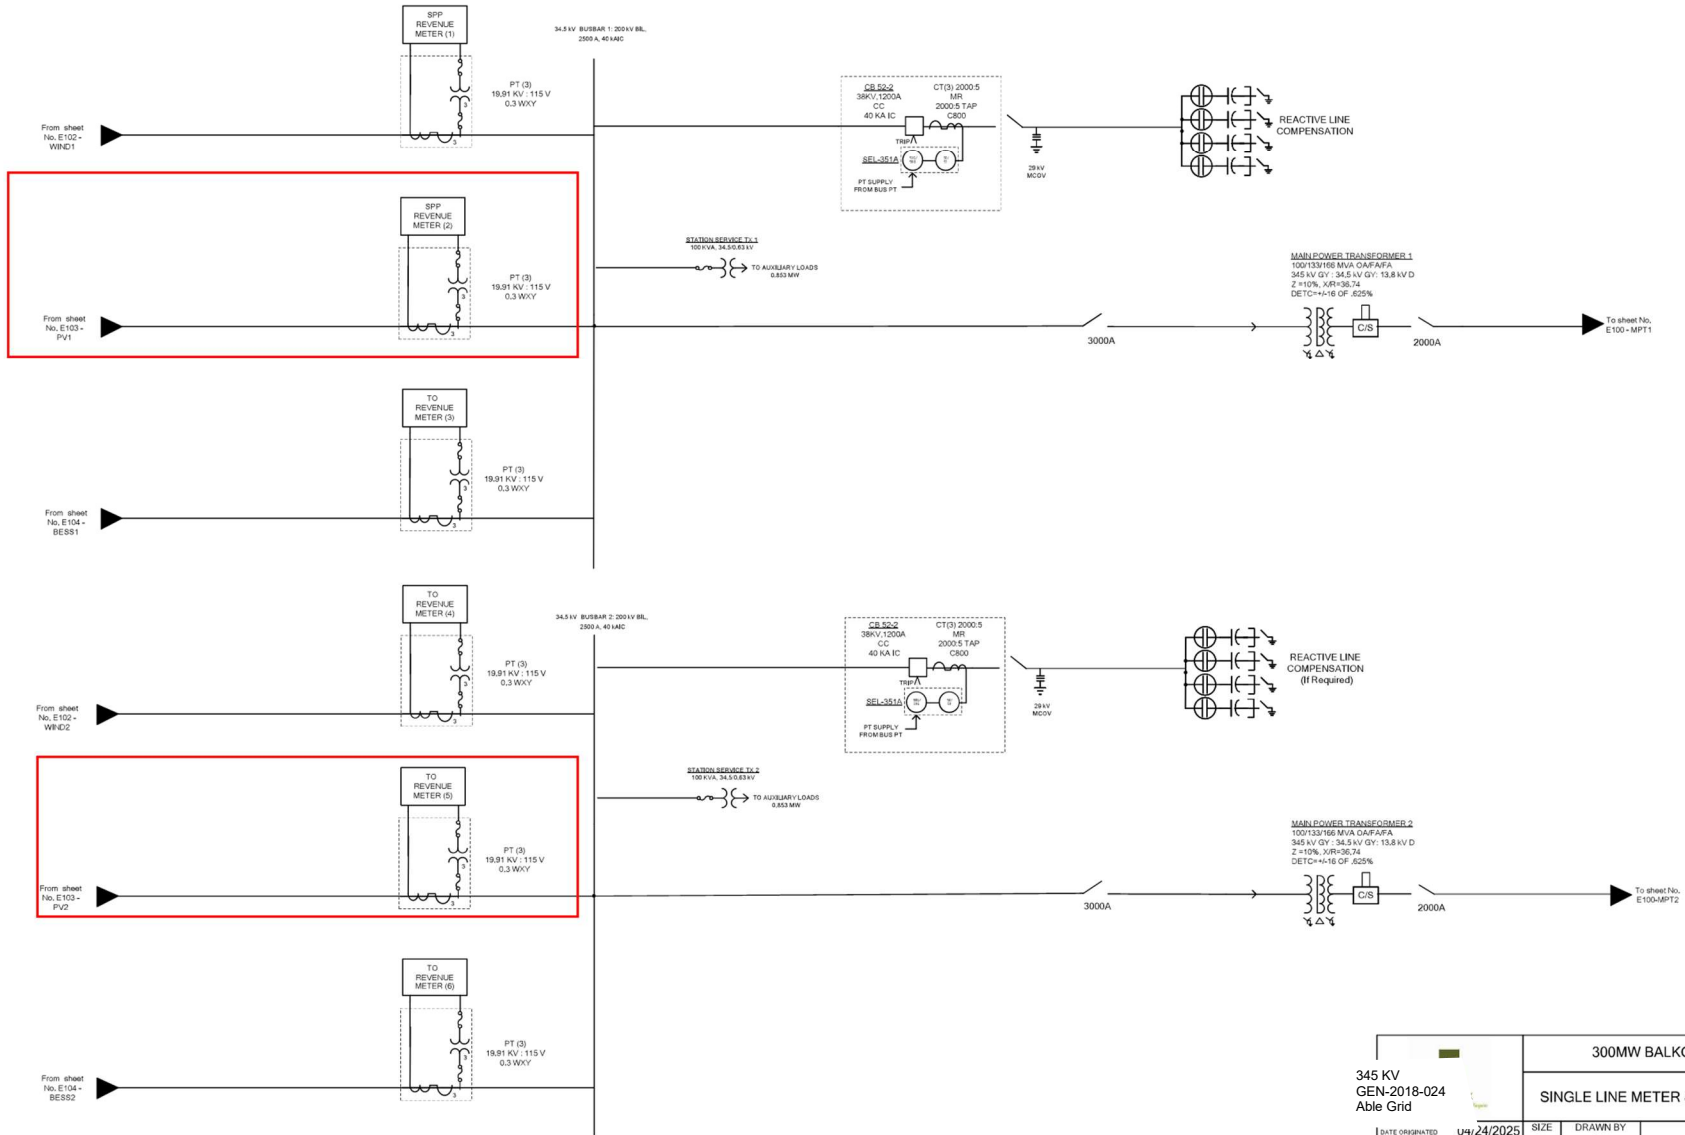 SPP
REVENUE
METER (1)
PT (3)
19.91 KV : 115 V
0.3 WXY
3
3
From sheet
No. E102 -
WIND1
34.5 kV BUSBAR 1: 200 kV BIL,
2500 A, 40 kAIC
CB 52-2
38KV,1200A
CC
40 KA IC
CT(3) 2000:5
MR
2000:5 TAP
C800
TRIP
SEL-351A
PT SUPPLY
FROM BUS PT
29 kV
MCOV
REACTIVE LINE
COMPENSATION
SPP
REVENUE
METER (2)
PT (3)
19.91 KV : 115 V
0.3 WXY
3
3
From sheet
No. E103 -
PV1
STATION SERVICE TX 1
100 KVA, 34.5/0.63 kV
TO AUXILIARY LOADS
0.853 MW
3000A
MAIN POWER TRANSFORMER 1
100/133/166 MVA OA/FA/FA
345 kV GY : 34.5 kV GY: 13.8 kV D
Z =10%, X/R=36.74
DETC=+/-16 OF .625%
C/S
2000A
To sheet No.
E100 - MPT1
TO
REVENUE
METER (3)
PT (3)
19.91 KV : 115 V
0.3 WXY
3
3
From sheet
No. E104 -
BESS1
TO
REVENUE
METER (4)
PT (3)
19.91 KV : 115 V
0.3 WXY
3
3
From sheet
No. E102 -
WIND2
34.5 kV BUSBAR 2: 200 kV BIL,
2500 A, 40 kAIC
CB 52-2
38KV,1200A
CC
40 KA IC
CT(3) 2000:5
MR
2000:5 TAP
C800
TRIP
SEL-351A
PT SUPPLY
FROM BUS PT
29 kV
MCOV
REACTIVE LINE
COMPENSATION
(If Required)
TO
REVENUE
METER (5)
PT (3)
19.91 KV : 115 V
0.3 WXY
3
3
From sheet
No. E103 -
PV2
STATION SERVICE TX 2
100 KVA, 34.5/0.63 kV
TO AUXILIARY LOADS
0.853 MW
3000A
MAIN POWER TRANSFORMER 2
100/133/166 MVA OA/FA/FA
345 kV GY : 34.5 kV GY: 13.8 kV D
Z =10%, X/R=36.74
DETC=+/-16 OF .625%
C/S
2000A
To sheet No.
E100-MPT2
TO
REVENUE
METER (6)
PT (3)
19.91 KV : 115 V
0.3 WXY
3
3
From sheet
No. E104 -
BESS2
345 KV
GEN-2018-024
Able Grid
300MW BALK
SINGLE LINE METER
DATE ORIGINATED
04/24/2025
SIZE
DRAWN BY